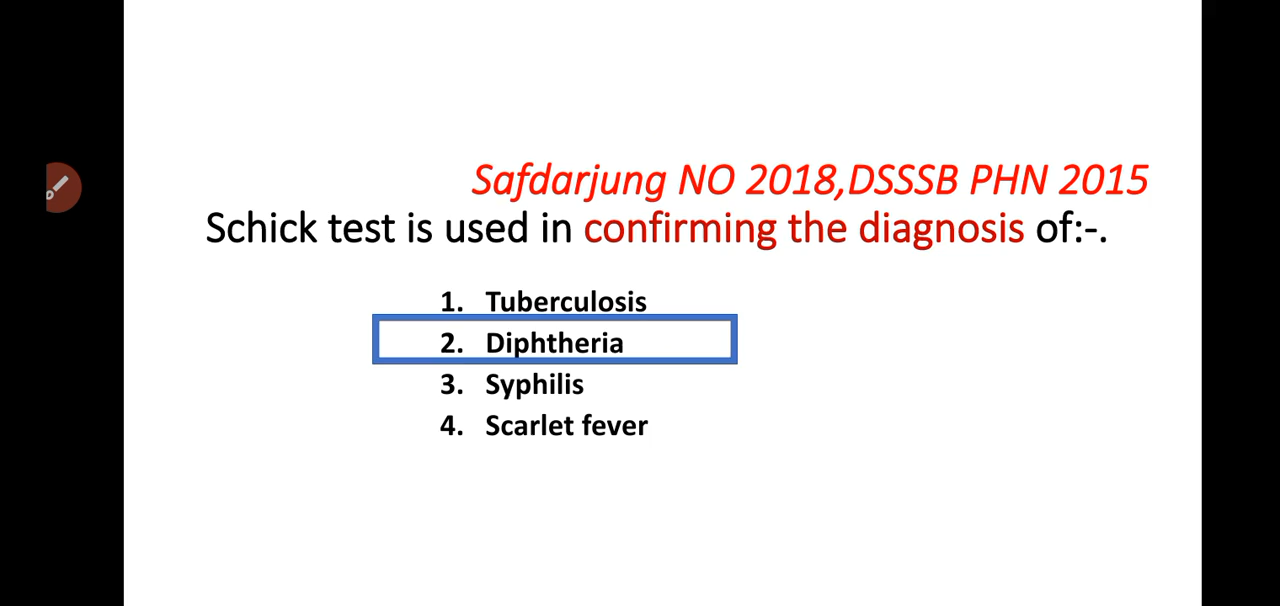 Safdarjung NO 2018,DSSSB PHN 2015
Schick test is used in confirming the diagnosis of:-.
1. Tuberculosis
2. Diphtheria
3. Syphilis
4. Scarlet fever